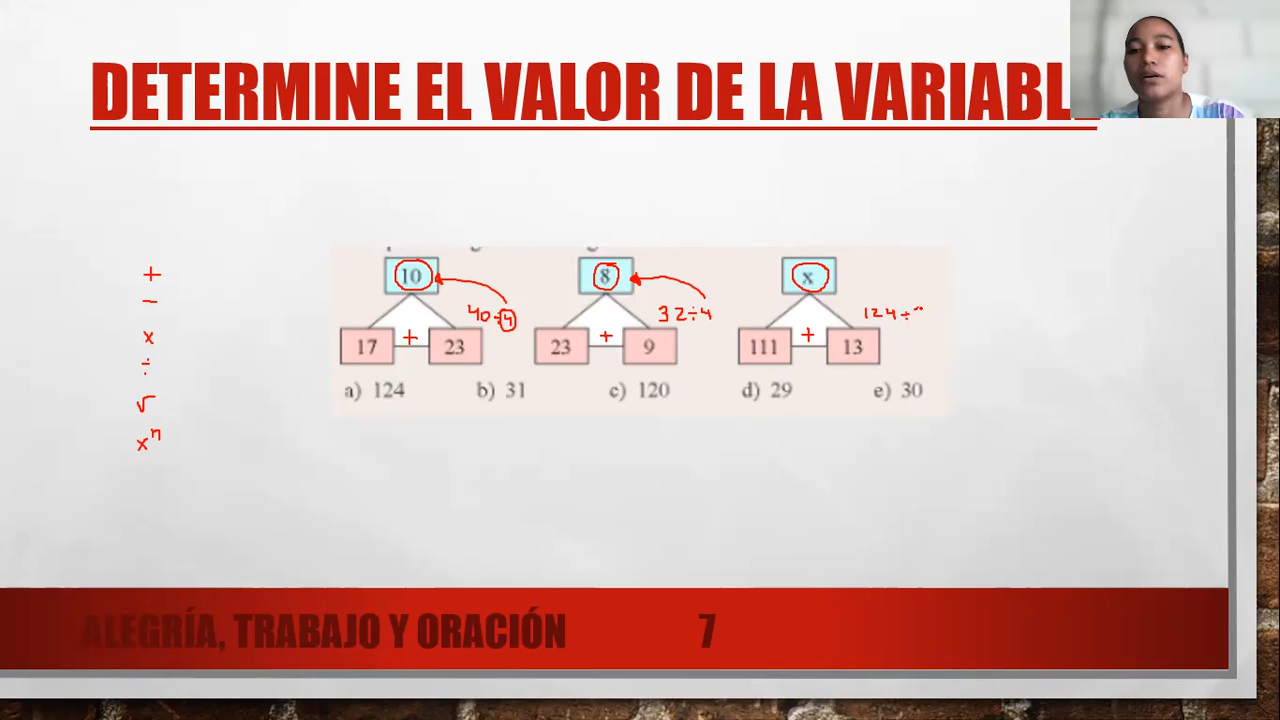 DETERMINE EL VALOR DE LA VARIABL
+
-
x
÷
√
xⁿ
10
8
x
40÷4
32÷4
124÷
17 + 23
23 + 9
111 + 13
a) 124 b) 31 c) 120 d) 29 e) 30
ALEGRÍA, TRABAJO Y ORACIÓN 7